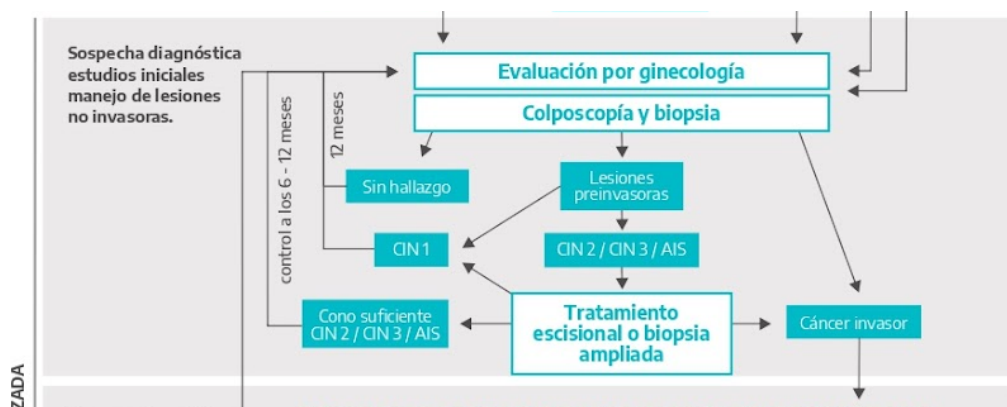 Sospecha diagnóstica
estudios iniciales
manejo de lesiones
no invasoras.
Evaluación por ginecología
Colposcopía y biopsia
control a los 6 - 12 meses
12 meses
Sin hallazgo
Lesiones
preinvasoras
CIN 1
CIN 2 / CIN 3 / AIS
Cono suficiente
CIN 2 / CIN 3 / AIS
Tratamiento
escisional o biopsia
ampliada
Cáncer invasor
ZADA